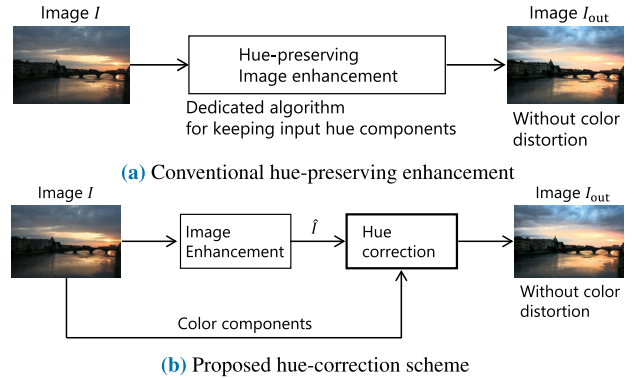 Image I
Image I_out
Hue-preserving
Image enhancement
Dedicated algorithm
for keeping input hue components
Without color
distortion
(a) Conventional hue-preserving enhancement
Image I
Image I_out
Image
Enhancement
Î
Hue
correction
Color components
Without color
distortion
(b) Proposed hue-correction scheme